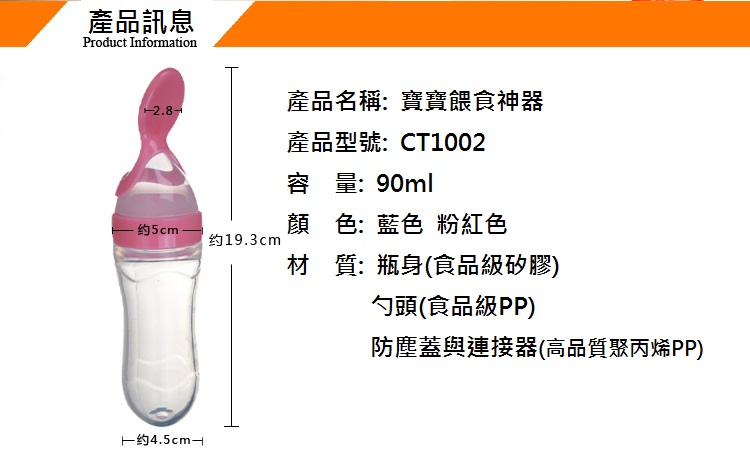 產品訊息
Product Information
產品名稱: 寶寶餵食神器
產品型號: CT1002
容 量: 90ml
顏 色: 藍色 粉紅色
材 質: 瓶身(食品級矽膠)
勺頭(食品級PP)
防塵蓋與連接器(高品質聚丙烯PP)
2.8
约5cm
约19.3cm
约4.5cm